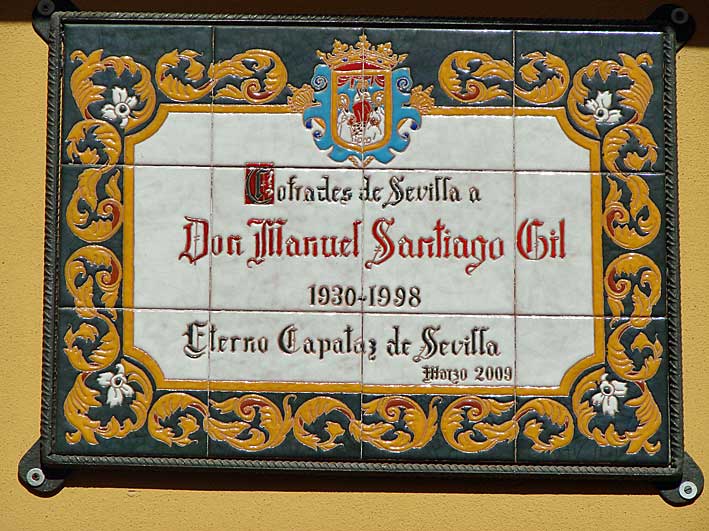 Cofrades de Sevilla a
Don Manuel Santiago Gil
1930-1998
Eterno Capataz de Sevilla
Marzo 2009